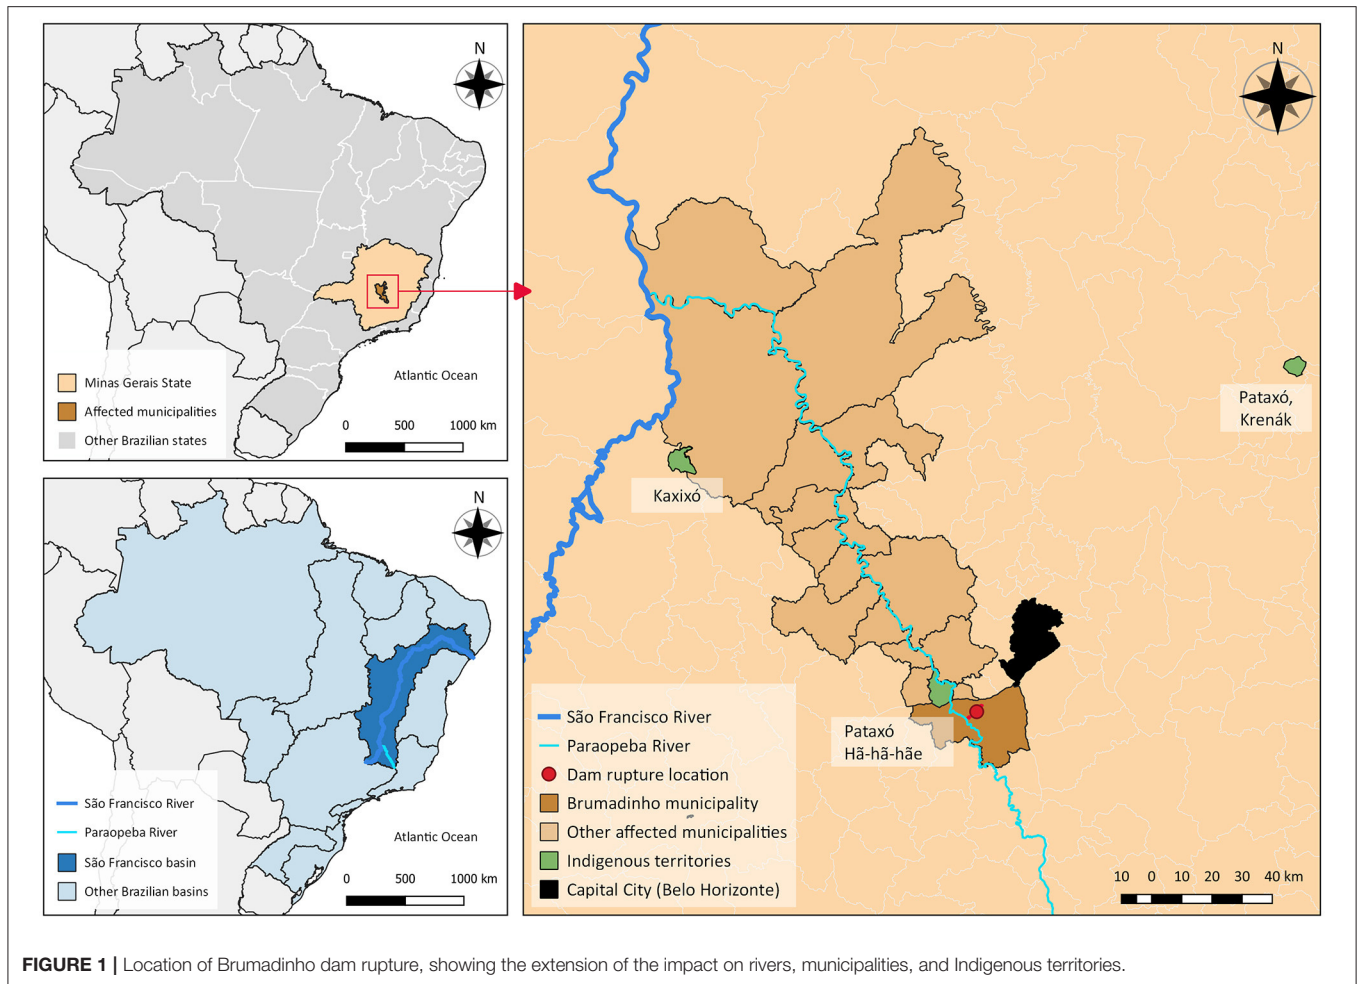 N
Minas Gerais State
Affected municipalities
Other Brazilian states
Atlantic Ocean
0 500 1000 km
N
São Francisco River
Paraopeba River
São Francisco basin
Other Brazilian basins
Atlantic Ocean
0 500 1000 km
N
Pataxó,
Krenák
Kaxixó
Pataxó
Hã-hã-hãe
São Francisco River
Paraopeba River
Dam rupture location
Brumadinho municipality
Other affected municipalities
Indigenous territories
Capital City (Belo Horizonte)
10 0 10 20 30 40 km
FIGURE 1 | Location of Brumadinho dam rupture, showing the extension of the impact on rivers, municipalities, and Indigenous territories.